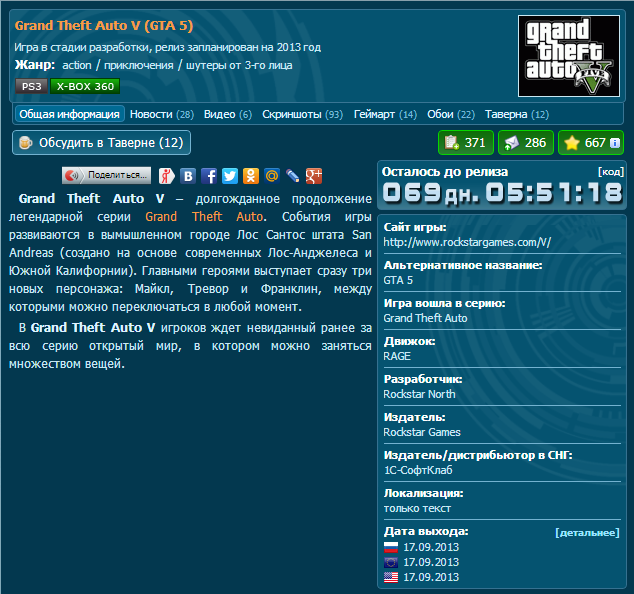 Grand Theft Auto V (GTA 5)
Игра в стадии разработки, релиз запланирован на 2013 год
Жанр: action / приключения / шутеры от 3-го лица
PS3 X-BOX 360
grand
theft
auto V
FIVE
Общая информация Новости (28) Видео (6) Скриншоты (93) Геймарт (14) Обои (22) Таверна (12)
Обсудить в Таверне (12) 371 286 667
Поделиться...
Grand Theft Auto V – долгожданное продолжение
легендарной серии Grand Theft Auto. События игры
развиваются в вымышленном городе Лос Сантос штата San
Andreas (создано на основе современных Лос-Анджелеса и
Южной Калифорнии). Главными героями выступает сразу три
новых персонажа: Майкл, Тревор и Франклин, между
которыми можно переключаться в любой момент.
В Grand Theft Auto V игроков ждет невиданный ранее за
всю серию открытый мир, в котором можно заняться
множеством вещей.
Осталось до релиза [код]
069 дн. 05:51:18
Сайт игры:
http://www.rockstargames.com/V/
Альтернативное название:
GTA 5
Игра вошла в серию:
Grand Theft Auto
Движок:
RAGE
Разработчик:
Rockstar North
Издатель:
Rockstar Games
Издатель/дистрибьютор в СНГ:
1С-СофтКлаб
Локализация:
только текст
Дата выхода: [детальнее]
17.09.2013
17.09.2013
17.09.2013